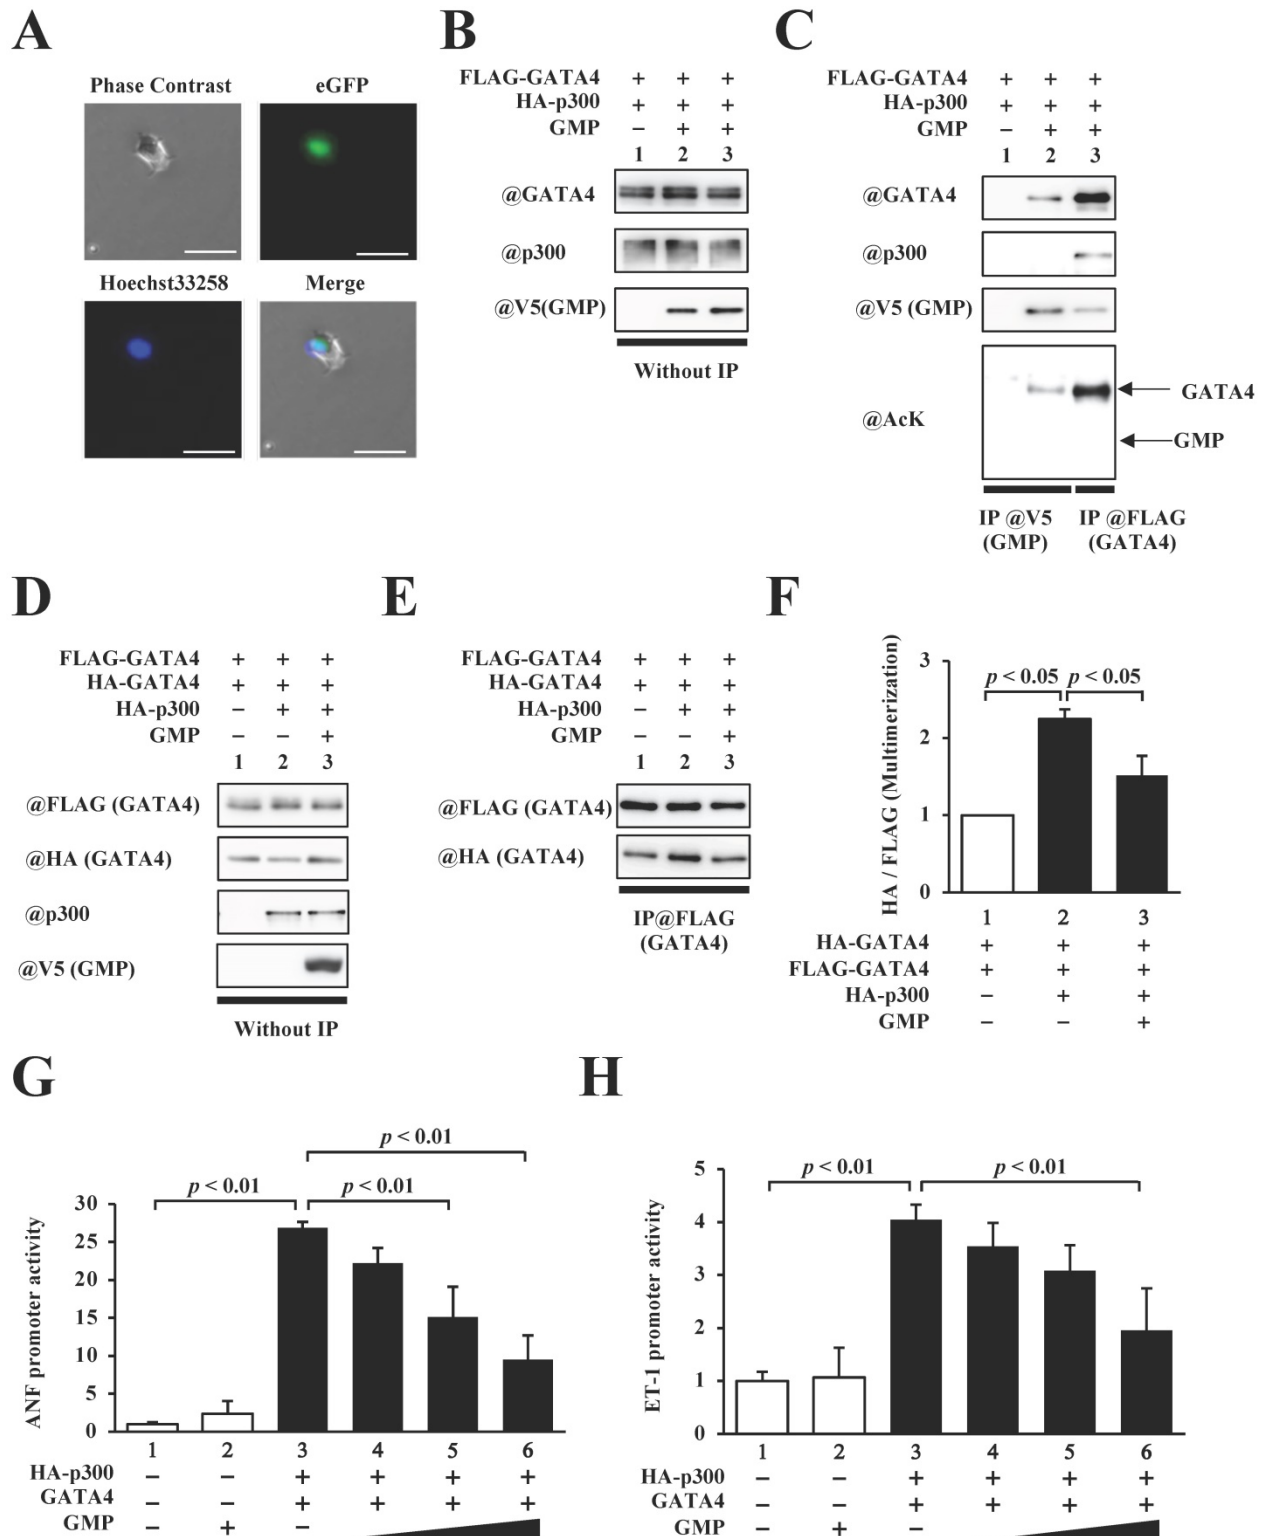 A
Phase Contrast
eGFP
Hoechst33258
Merge
B
FLAG-GATA4 + + +
HA-p300 + + +
GMP − + +
1 2 3
@GATA4
@p300
@V5(GMP)
Without IP
C
FLAG-GATA4 + + +
HA-p300 + + +
GMP − + +
1 2 3
@GATA4
@p300
@V5 (GMP)
@AcK
GATA4
GMP
IP @V5
(GMP)
IP @FLAG
(GATA4)
D
FLAG-GATA4 + + +
HA-GATA4 + + +
HA-p300 − + +
GMP − − +
1 2 3
@FLAG (GATA4)
@HA (GATA4)
@p300
@V5 (GMP)
Without IP
E
FLAG-GATA4 + + +
HA-GATA4 + + +
HA-p300 − + +
GMP − − +
1 2 3
@FLAG (GATA4)
@HA (GATA4)
IP@FLAG
(GATA4)
F
HA / FLAG (Multimerization)
3
2
1
0
p < 0.05 p < 0.05
1 2 3
HA-GATA4 + + +
FLAG-GATA4 + + +
HA-p300 − + +
GMP − − +
G
ANF promoter activity
p < 0.01
p < 0.01 p < 0.01
30
25
20
15
10
5
0
1 2 3 4 5 6
HA-p300 − − + + + +
GATA4 − − + + + +
GMP − + −
H
ET-1 promoter activity
p < 0.01 p < 0.01
5
4
3
2
1
0
1 2 3 4 5 6
HA-p300 − − + + + +
GATA4 − − + + + +
GMP − + −